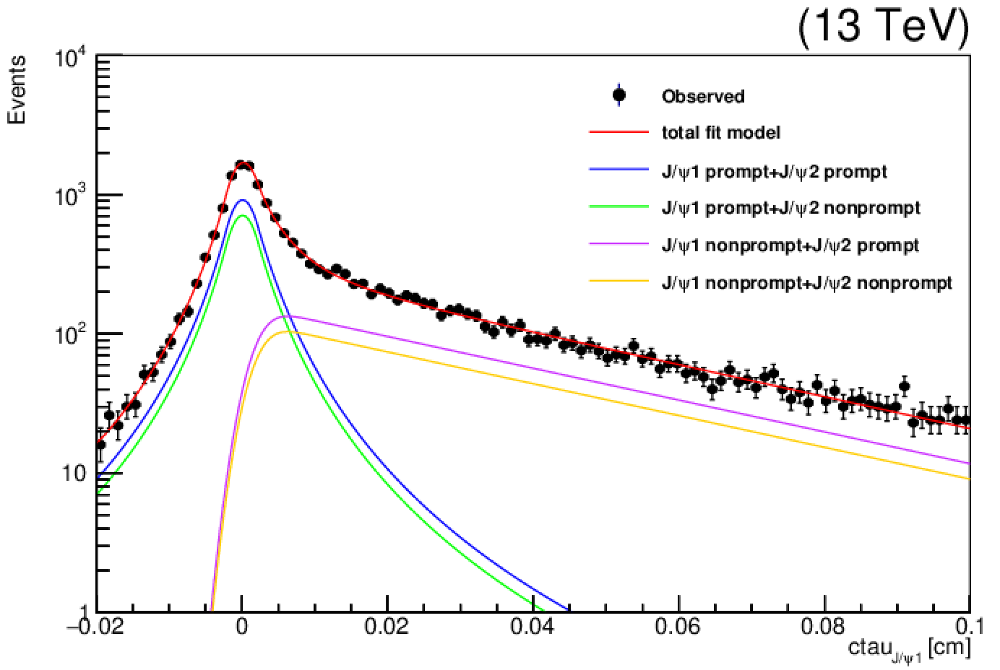 (13 TeV)
Events
10⁴
10³
10²
10
1
Observed
total fit model
J/ψ1 prompt+J/ψ2 prompt
J/ψ1 prompt+J/ψ2 nonprompt
J/ψ1 nonprompt+J/ψ2 prompt
J/ψ1 nonprompt+J/ψ2 nonprompt
−0.02 0 0.02 0.04 0.06 0.08 0.1
ctau J/ψ1 [cm]